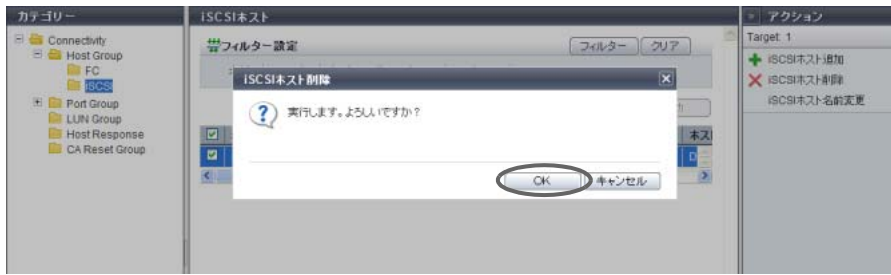 カテゴリー
Connectivity
Host Group
FC
iSCSI
Port Group
LUN Group
Host Response
CA Reset Group
iSCSIホスト
フィルター設定
フィルター
クリア
iSCSIホスト削除
実行します。よろしいですか?
OK
キャンセル
ホス
D
アクション
Target: 1
iSCSIホスト追加
iSCSIホスト削除
iSCSIホスト名前変更